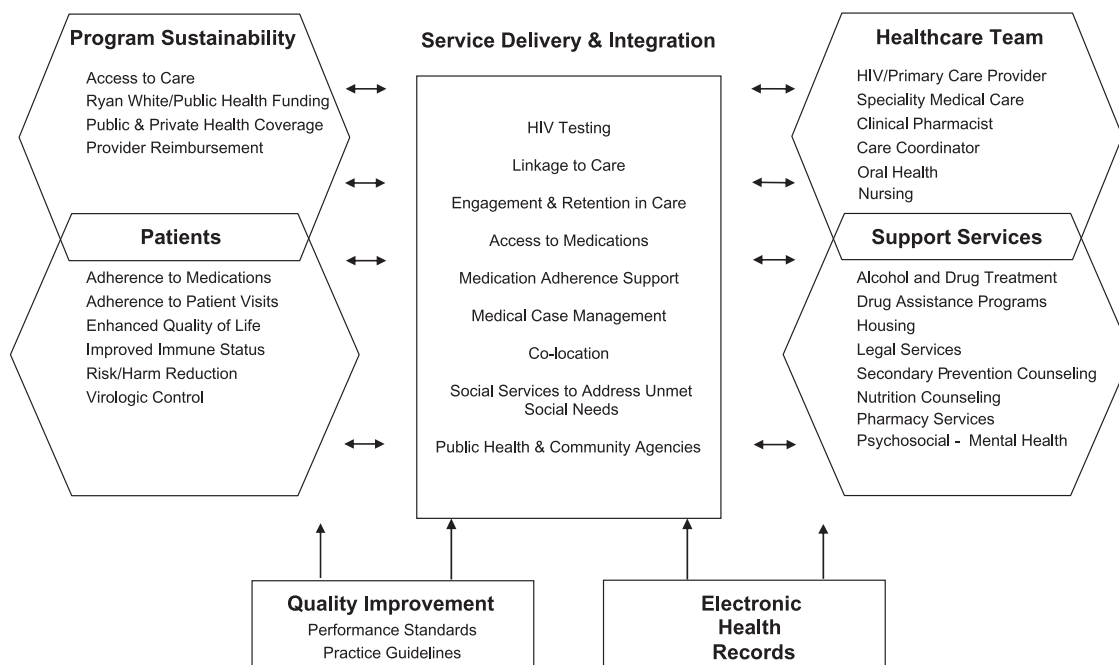 Program Sustainability
Access to Care
Ryan White/Public Health Funding
Public & Private Health Coverage
Provider Reimbursement
Patients
Adherence to Medications
Adherence to Patient Visits
Enhanced Quality of Life
Improved Immune Status
Risk/Harm Reduction
Virologic Control
Service Delivery & Integration
HIV Testing
Linkage to Care
Engagement & Retention in Care
Access to Medications
Medication Adherence Support
Medical Case Management
Co-location
Social Services to Address Unmet
Social Needs
Public Health & Community Agencies
Healthcare Team
HIV/Primary Care Provider
Speciality Medical Care
Clinical Pharmacist
Care Coordinator
Oral Health
Nursing
Support Services
Alcohol and Drug Treatment
Drug Assistance Programs
Housing
Legal Services
Secondary Prevention Counseling
Nutrition Counseling
Pharmacy Services
Psychosocial - Mental Health
Quality Improvement
Performance Standards
Practice Guidelines
Electronic
Health
Records